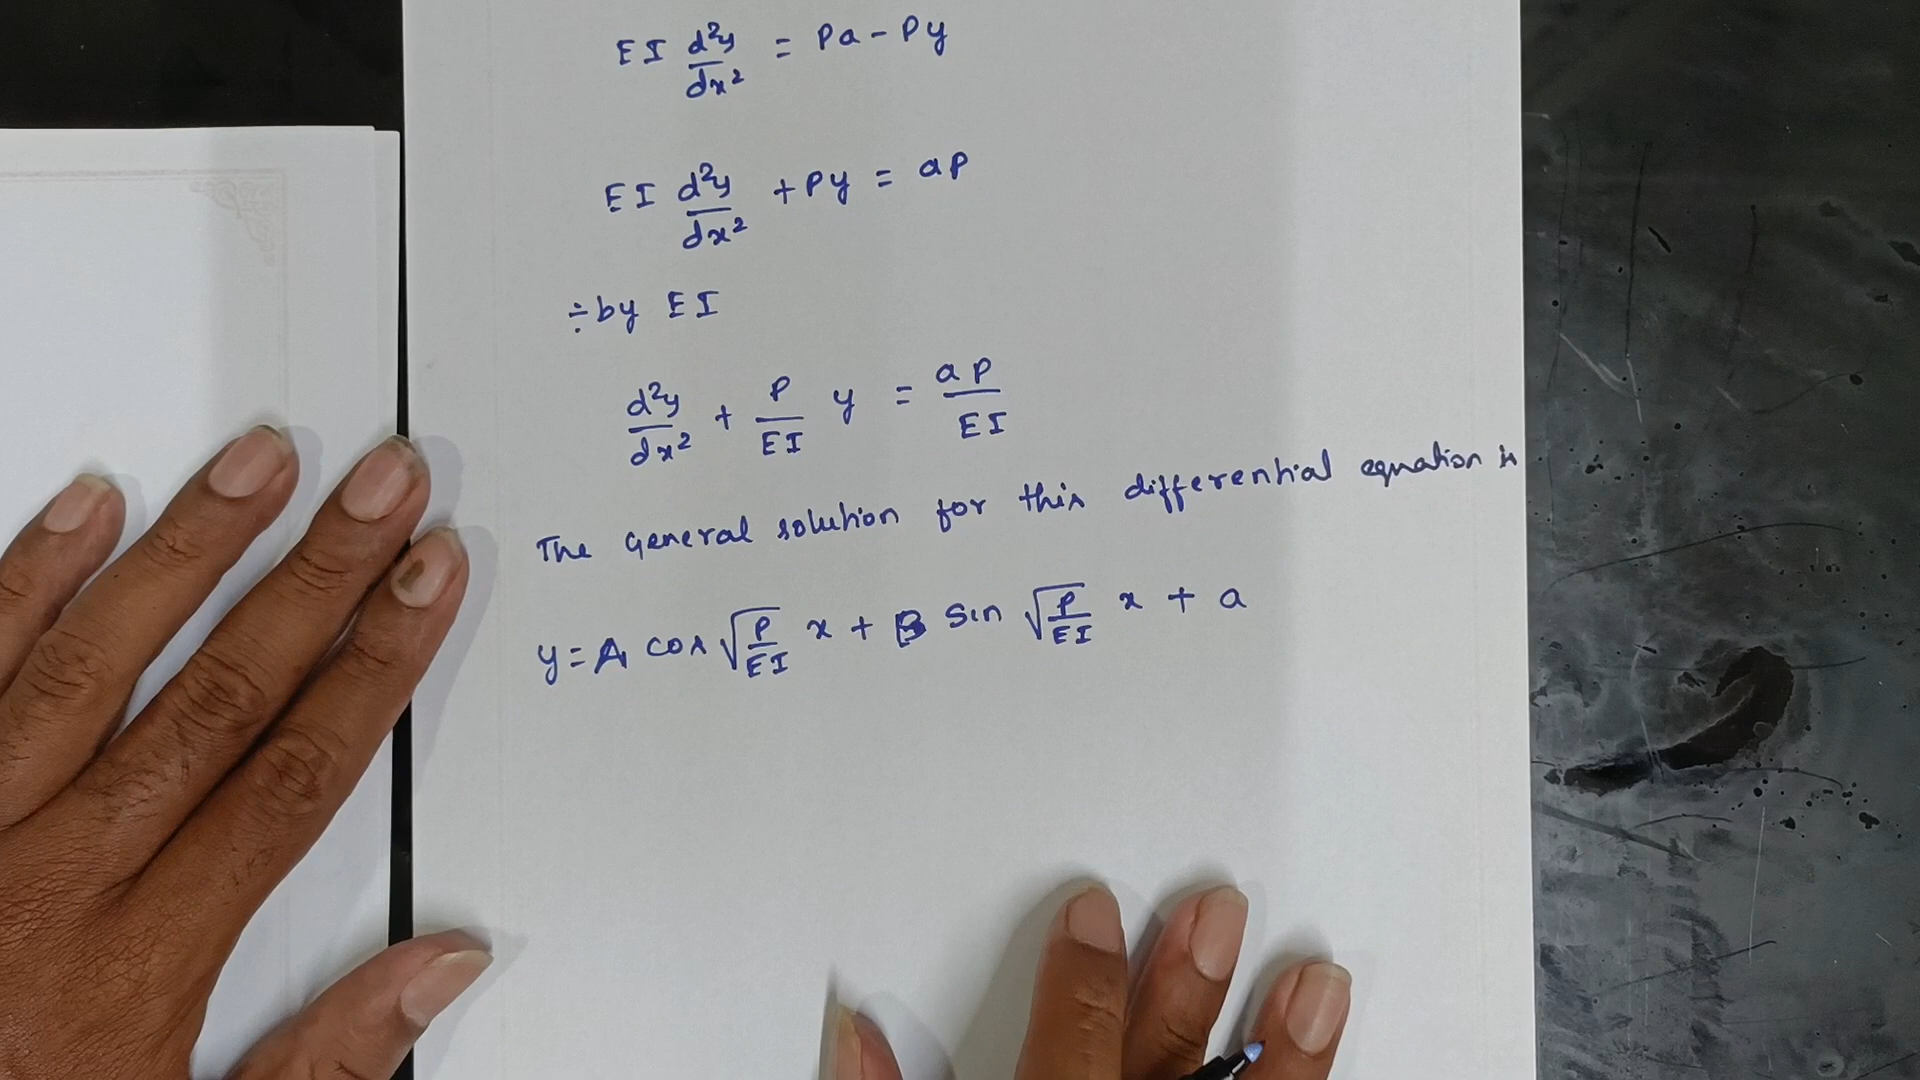 EI d²y/dx² = Pa - Py
EI d²y/dx² + Py = aP
÷ by EI
d²y/dx² + P/EI y = aP/EI
The General solution for this differential equation is
y = A cos √(P/EI) x + B sin √(P/EI) x + a